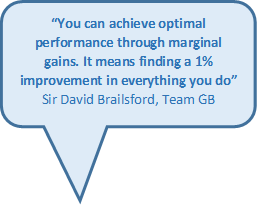 “You can achieve optimal
performance through marginal
gains. It means finding a 1%
improvement in everything you do”
Sir David Brailsford, Team GB